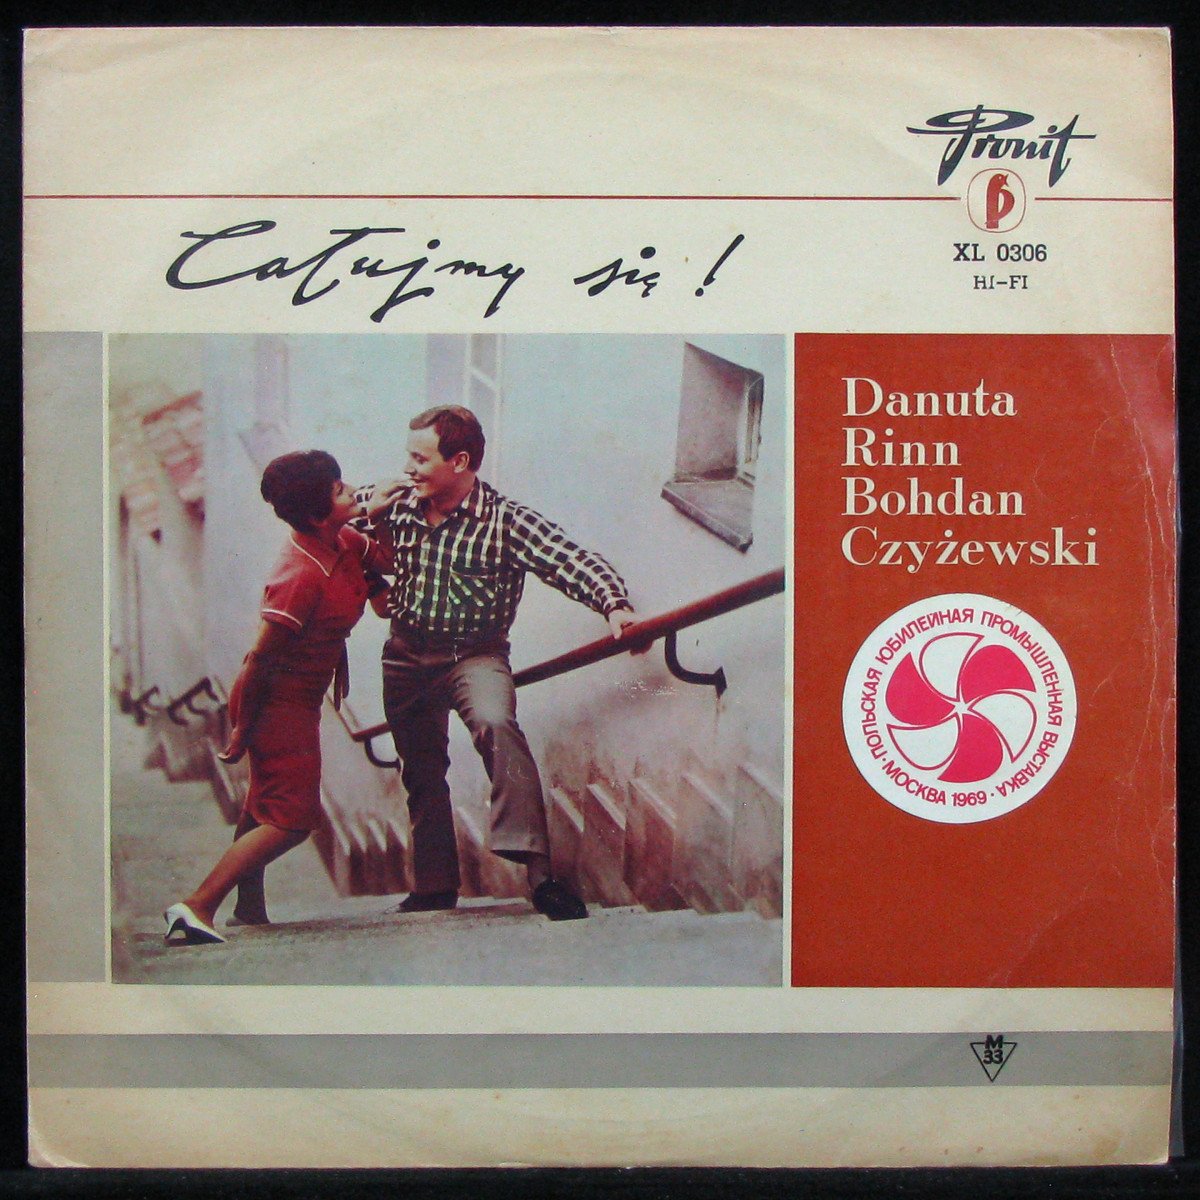 Pronit
XL 0306
HI-FI
Całujmy się!
Danuta
Rinn
Bohdan
Czyżewski
· ПОЛЬСКАЯ ЮБИЛЕЙНАЯ ПРОМЫШЛЕННАЯ ВЫСТАВКА ·
МОСКВА 1969
M
33